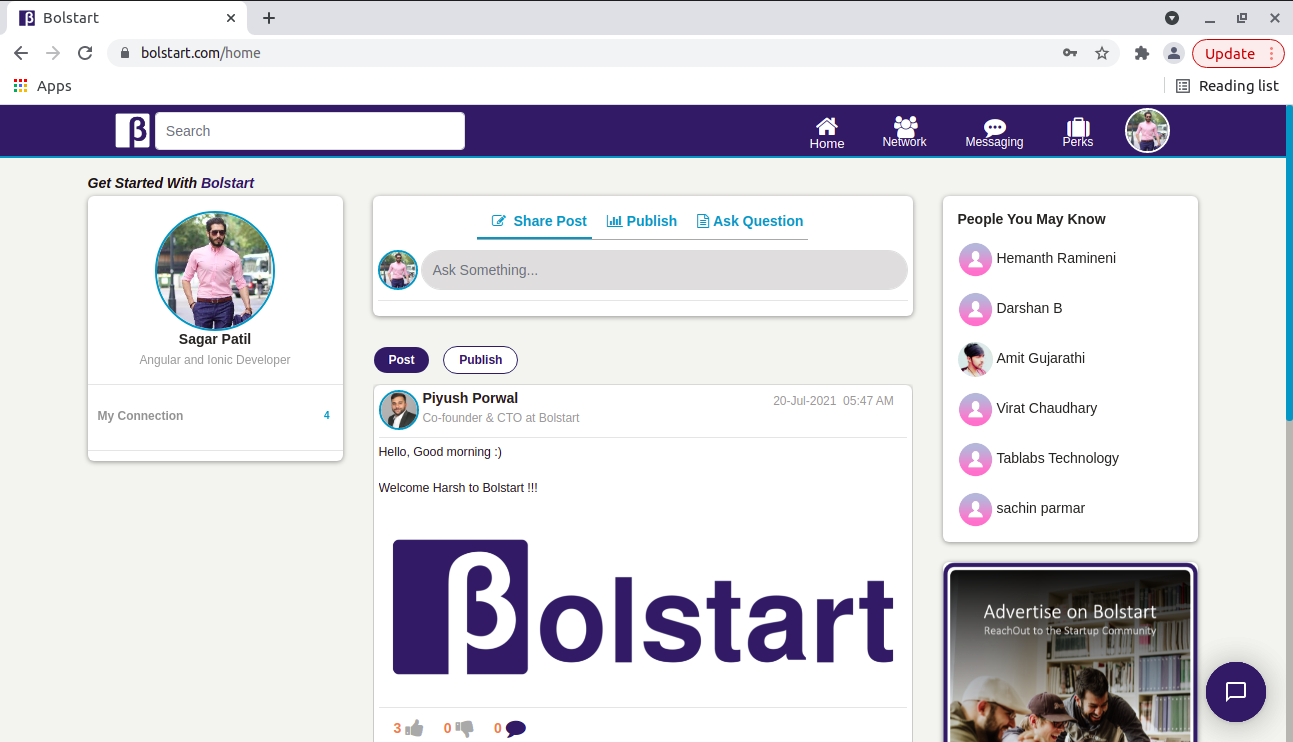 Bolstart
bolstart.com/home
Update
Apps
Reading list
β
Search
Home
Network
Messaging
Perks
Get Started With Bolstart
Sagar Patil
Angular and Ionic Developer
My Connection 4
Share Post
Publish
Ask Question
Ask Something...
Post
Publish
Piyush Porwal
20-Jul-2021 05:47 AM
Co-founder & CTO at Bolstart
Hello, Good morning :)
Welcome Harsh to Bolstart !!!
βolstart
3
0
0
People You May Know
Hemanth Ramineni
Darshan B
Amit Gujarathi
Virat Chaudhary
Tablabs Technology
sachin parmar
Advertise on Bolstart
ReachOut to the Startup Community